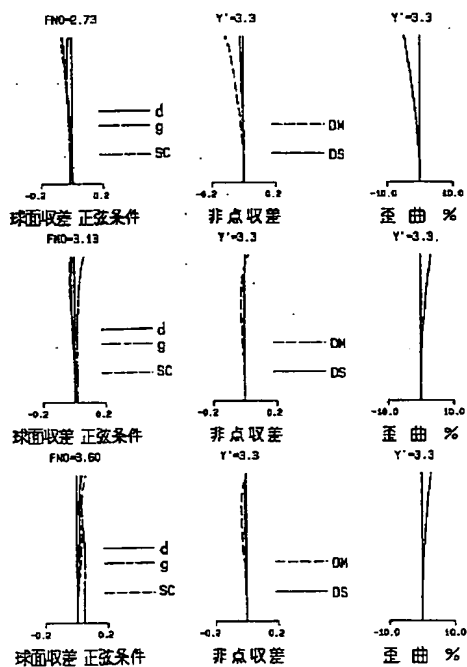 FNO=2.73 Y'=3.3 Y'=3.3
d
g
SC
DM
DS
-0.2 0.2 -0.2 0.2 -10.0 10.0
球面収差 正弦条件 非点収差 歪曲 %
FNO=3.13 Y'=3.3 Y'=3.3
d
g
SC
DM
DS
-0.2 0.2 -0.2 0.2 -10.0 10.0
球面収差 正弦条件 非点収差 歪曲 %
FNO=3.60 Y'=3.3 Y'=3.3
d
g
SC
DM
DS
-0.2 0.2 -0.2 0.2 -10.0 10.0
球面収差 正弦条件 非点収差 歪曲 %